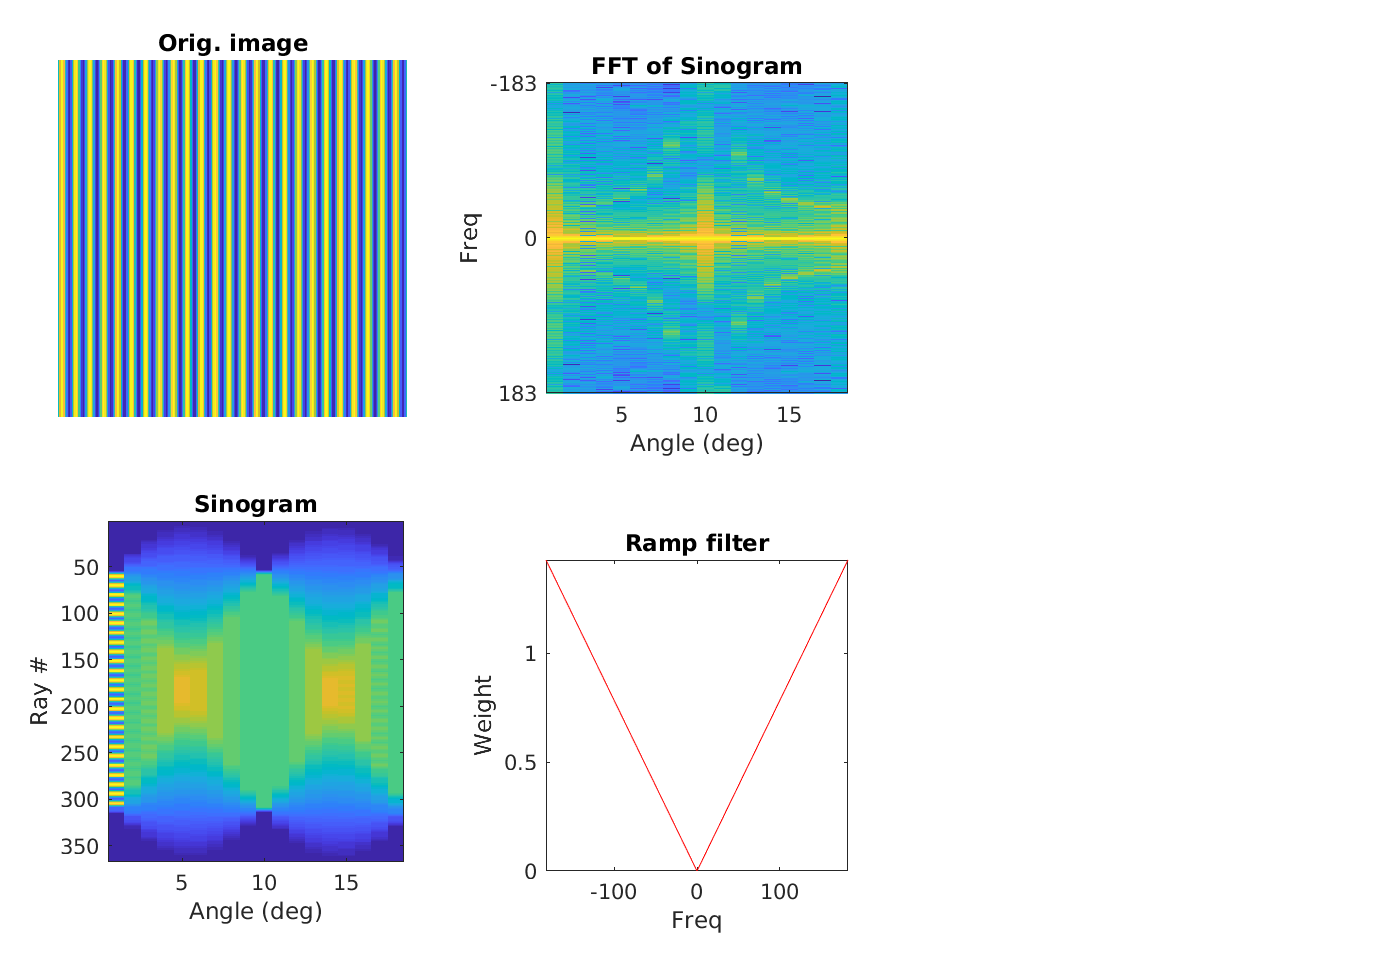 Orig. image
FFT of Sinogram
-183
0
183
Freq
5 10 15
Angle (deg)
Sinogram
50
100
150
200
250
300
350
Ray #
5 10 15
Angle (deg)
Ramp filter
1
0.5
0
Weight
-100 0 100
Freq